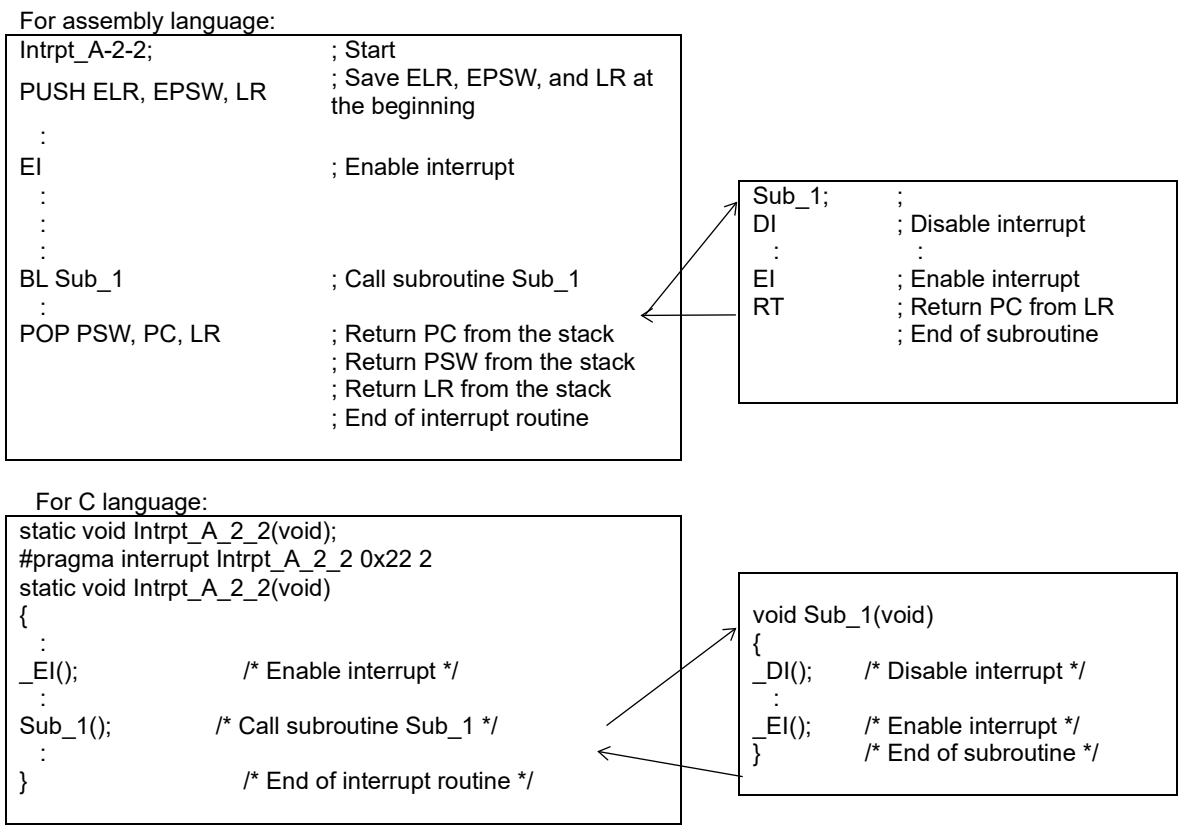 For assembly language:
Intrpt_A-2-2; ; Start
PUSH ELR, EPSW, LR ; Save ELR, EPSW, and LR at
the beginning
:
EI ; Enable interrupt
:
:
:
BL Sub_1 ; Call subroutine Sub_1
:
POP PSW, PC, LR ; Return PC from the stack
; Return PSW from the stack
; Return LR from the stack
; End of interrupt routine
Sub_1; ;
DI ; Disable interrupt
: :
EI ; Enable interrupt
RT ; Return PC from LR
; End of subroutine
For C language:
static void Intrpt_A_2_2(void);
#pragma interrupt Intrpt_A_2_2 0x22 2
static void Intrpt_A_2_2(void)
{
:
_EI(); /* Enable interrupt */
:
Sub_1(); /* Call subroutine Sub_1 */
:
} /* End of interrupt routine */
void Sub_1(void)
{
_DI(); /* Disable interrupt */
:
_EI(); /* Enable interrupt */
} /* End of subroutine */